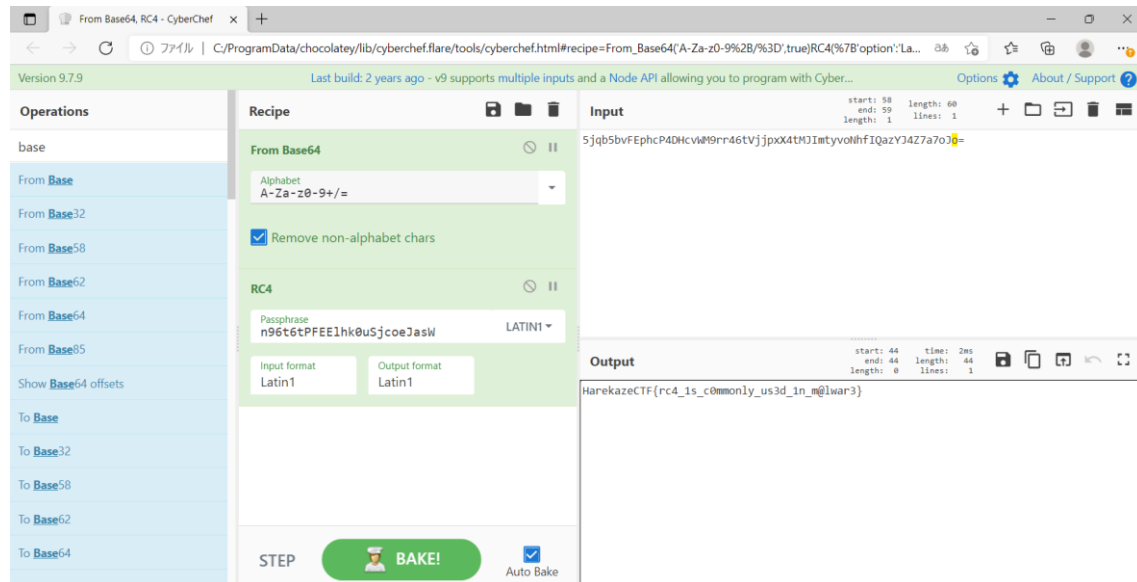 From Base64, RC4 - CyberChef
ファイル | C:/ProgramData/chocolatey/lib/cyberchef.flare/tools/cyberchef.html#recipe=From_Base64('A-Za-z0-9%2B/%3D',true)RC4(%7B'option':'La...
Version 9.7.9
Last build: 2 years ago - v9 supports multiple inputs and a Node API allowing you to program with Cyber...
Options
About / Support
Operations
base
From Base
From Base32
From Base58
From Base62
From Base64
From Base85
Show Base64 offsets
To Base
To Base32
To Base58
To Base62
To Base64
Recipe
From Base64
Alphabet
A-Za-z0-9+/=
Remove non-alphabet chars
RC4
Passphrase
n96t6tPFEElhk0uSjcoeJasW
LATIN1
Input format
Latin1
Output format
Latin1
STEP
BAKE!
Auto Bake
Input
start: 58
end: 59
length: 1
length: 60
lines: 1
5jqb5bvFEphcP4DHcvWM9rr46tVjjpxX4tMJImtyvoNhfIQazYJ4Z7a7oJo=
Output
start: 44
end: 44
length: 0
time: 2ms
length: 44
lines: 1
HarekazeCTF{rc4_1s_c0mmonly_us3d_1n_m@lwar3}